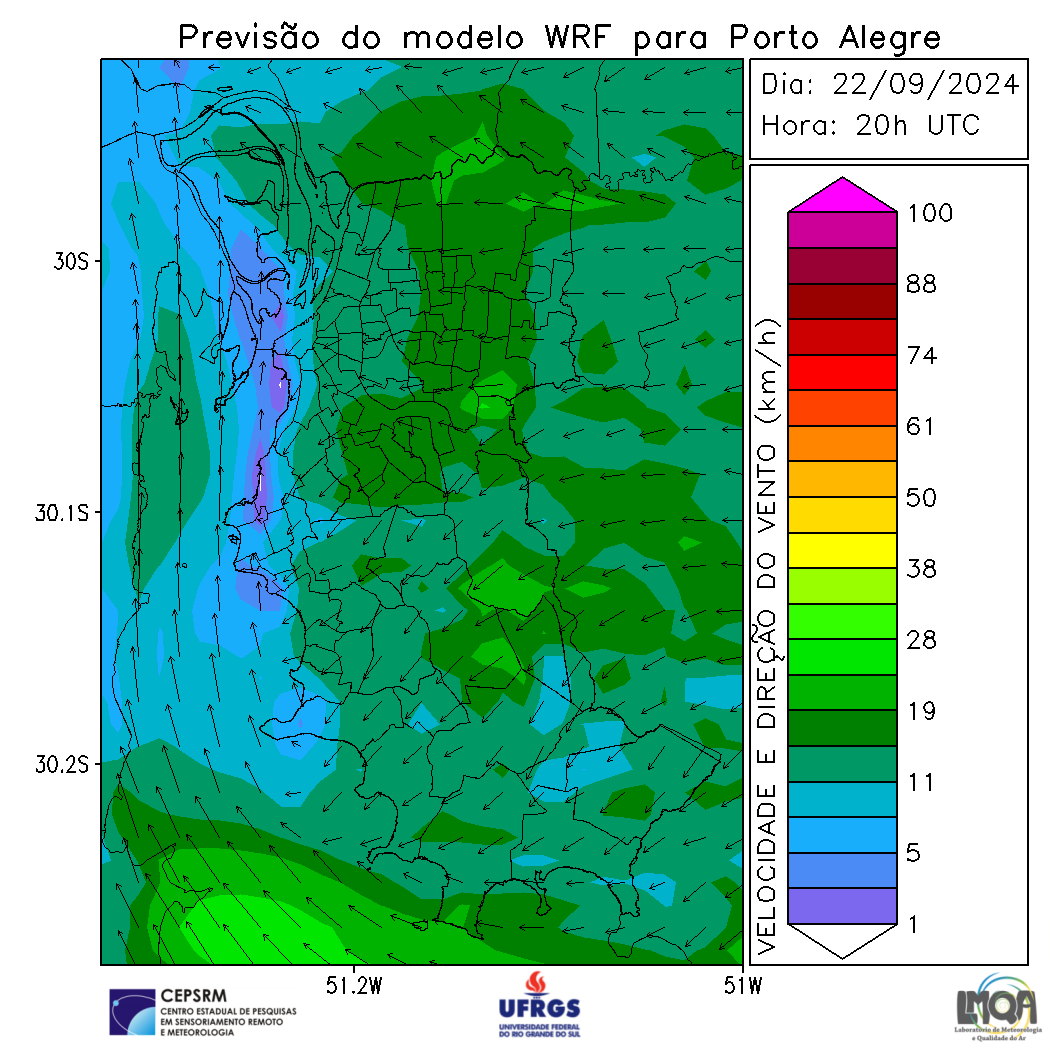 Previsão do modelo WRF para Porto Alegre
Dia: 22/09/2024
Hora: 20h UTC
30S
30.1S
30.2S
51.2W
51W
VELOCIDADE E DIREÇÃO DO VENTO (km/h)
100
88
74
61
50
38
28
19
11
5
1
CEPSRM
CENTRO ESTADUAL DE PESQUISAS
EM SENSORIAMENTO REMOTO
E METEOROLOGIA
UFRGS
UNIVERSIDADE FEDERAL
DO RIO GRANDE DO SUL
LMQA
Laboratório de Meteorologia
e Qualidade do Ar